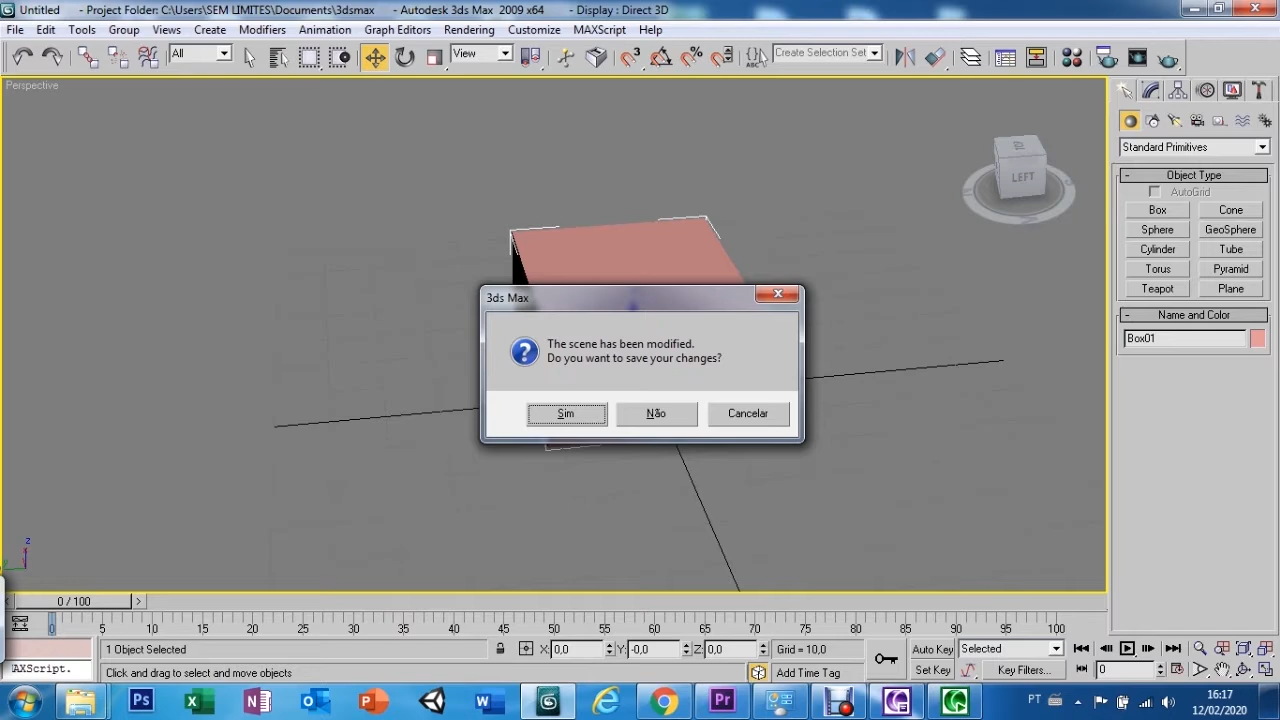 Untitled - Project Folder: C:\Users\SEM LIMITES\Documents\3dsmax - Autodesk 3ds Max 2009 x64 - Display : Direct 3D
File Edit Tools Group Views Create Modifiers Animation Graph Editors Rendering Customize MAXScript Help
All View Create Selection Set
Perspective
LEFT
Standard Primitives
- Object Type
AutoGrid
Box Cone
Sphere GeoSphere
Cylinder Tube
Torus Pyramid
Teapot Plane
- Name and Color
Box01
3ds Max
The scene has been modified.
Do you want to save your changes?
Sim Não Cancelar
z
0 / 100
0 5 10 15 20 25 30 35 40 45 50 55 60 65 70 75 80 85 90 95 100
1 Object Selected X: 0,0 Y: -0,0 Z: 0,0 Grid = 10,0 Auto Key Selected
AXScript. Click and drag to select and move objects Add Time Tag Set Key Key Filters... 0
PT 16:17
12/02/2020